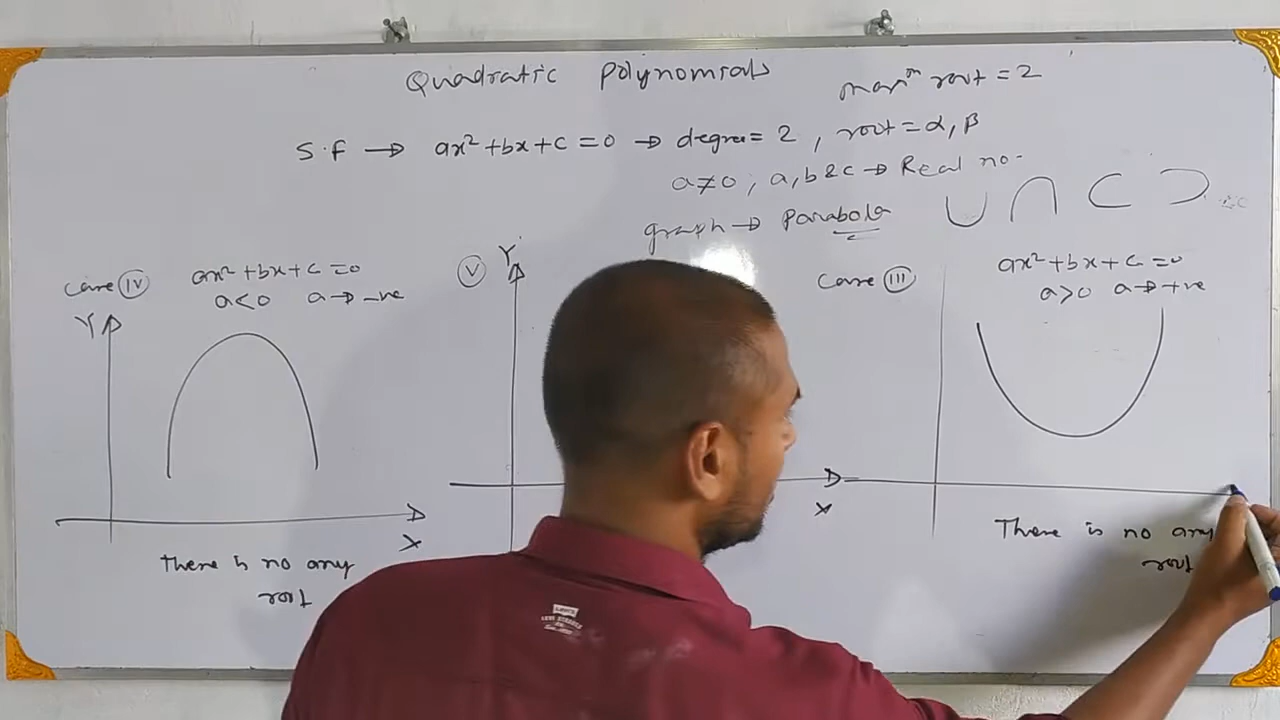 Quadratic Polynomials
maxm root = 2
S.f → ax² + bx + c = 0 → degree = 2 , root = α, β
a ≠ 0 , a, b & c → Real no.
graph → Parabola
Case IV
ax² + bx + c = 0
a < 0 a → -ve
Y
X
There is no any
root
V
Y
X
Case III
ax² + bx + c = 0
a > 0 a → +ve
There is no any
root